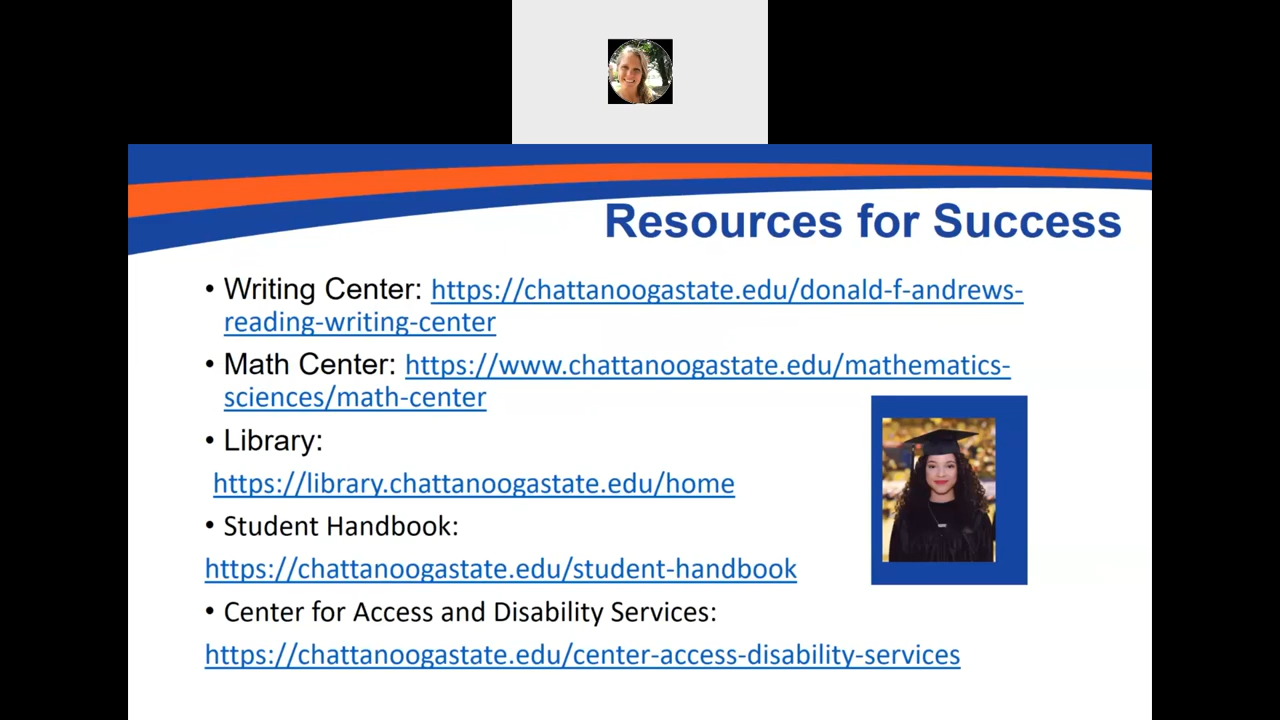 Resources for Success
• Writing Center: https://chattanoogastate.edu/donald-f-andrews-
reading-writing-center
• Math Center: https://www.chattanoogastate.edu/mathematics-
sciences/math-center
• Library:
https://library.chattanoogastate.edu/home
• Student Handbook:
https://chattanoogastate.edu/student-handbook
• Center for Access and Disability Services:
https://chattanoogastate.edu/center-access-disability-services